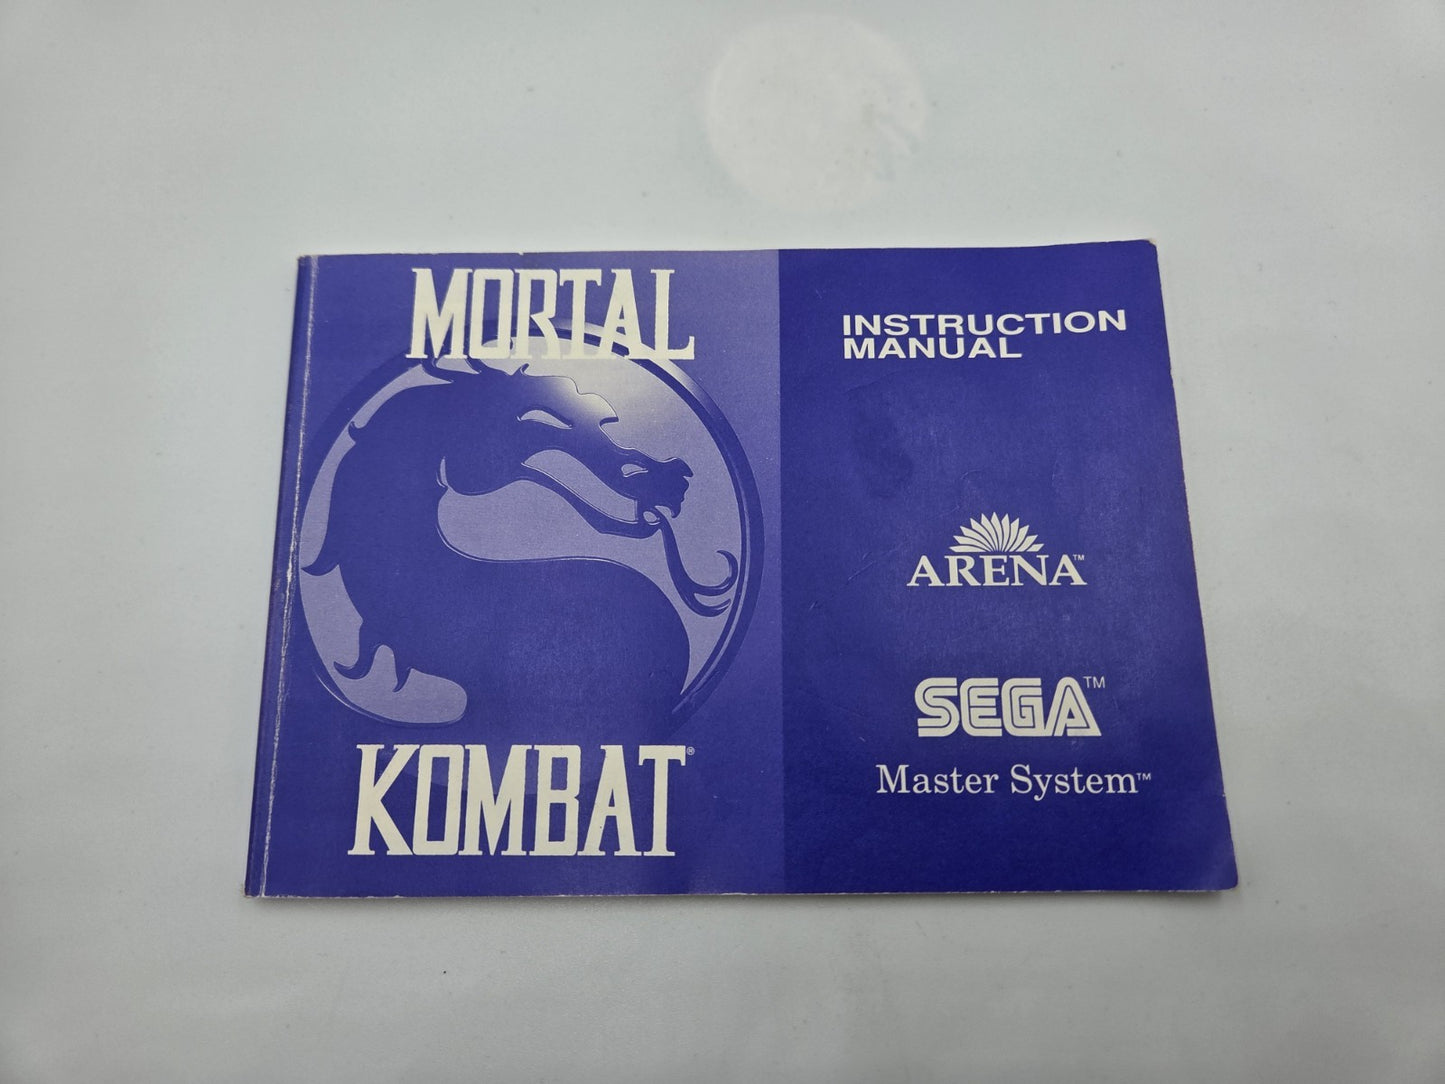 MORTAL
KOMBAT®
INSTRUCTION
MANUAL
ARENA™
SEGA™
Master System™